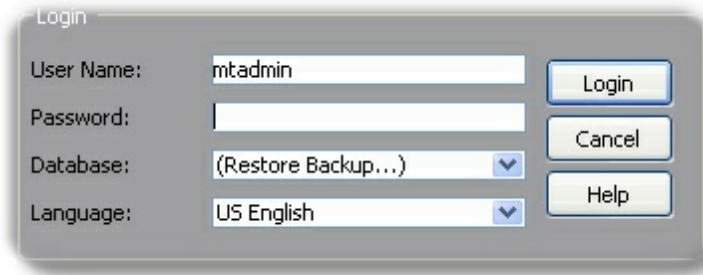 Login
User Name: mtadmin
Login
Password:
Cancel
Database: (Restore Backup...)
Help
Language: US English